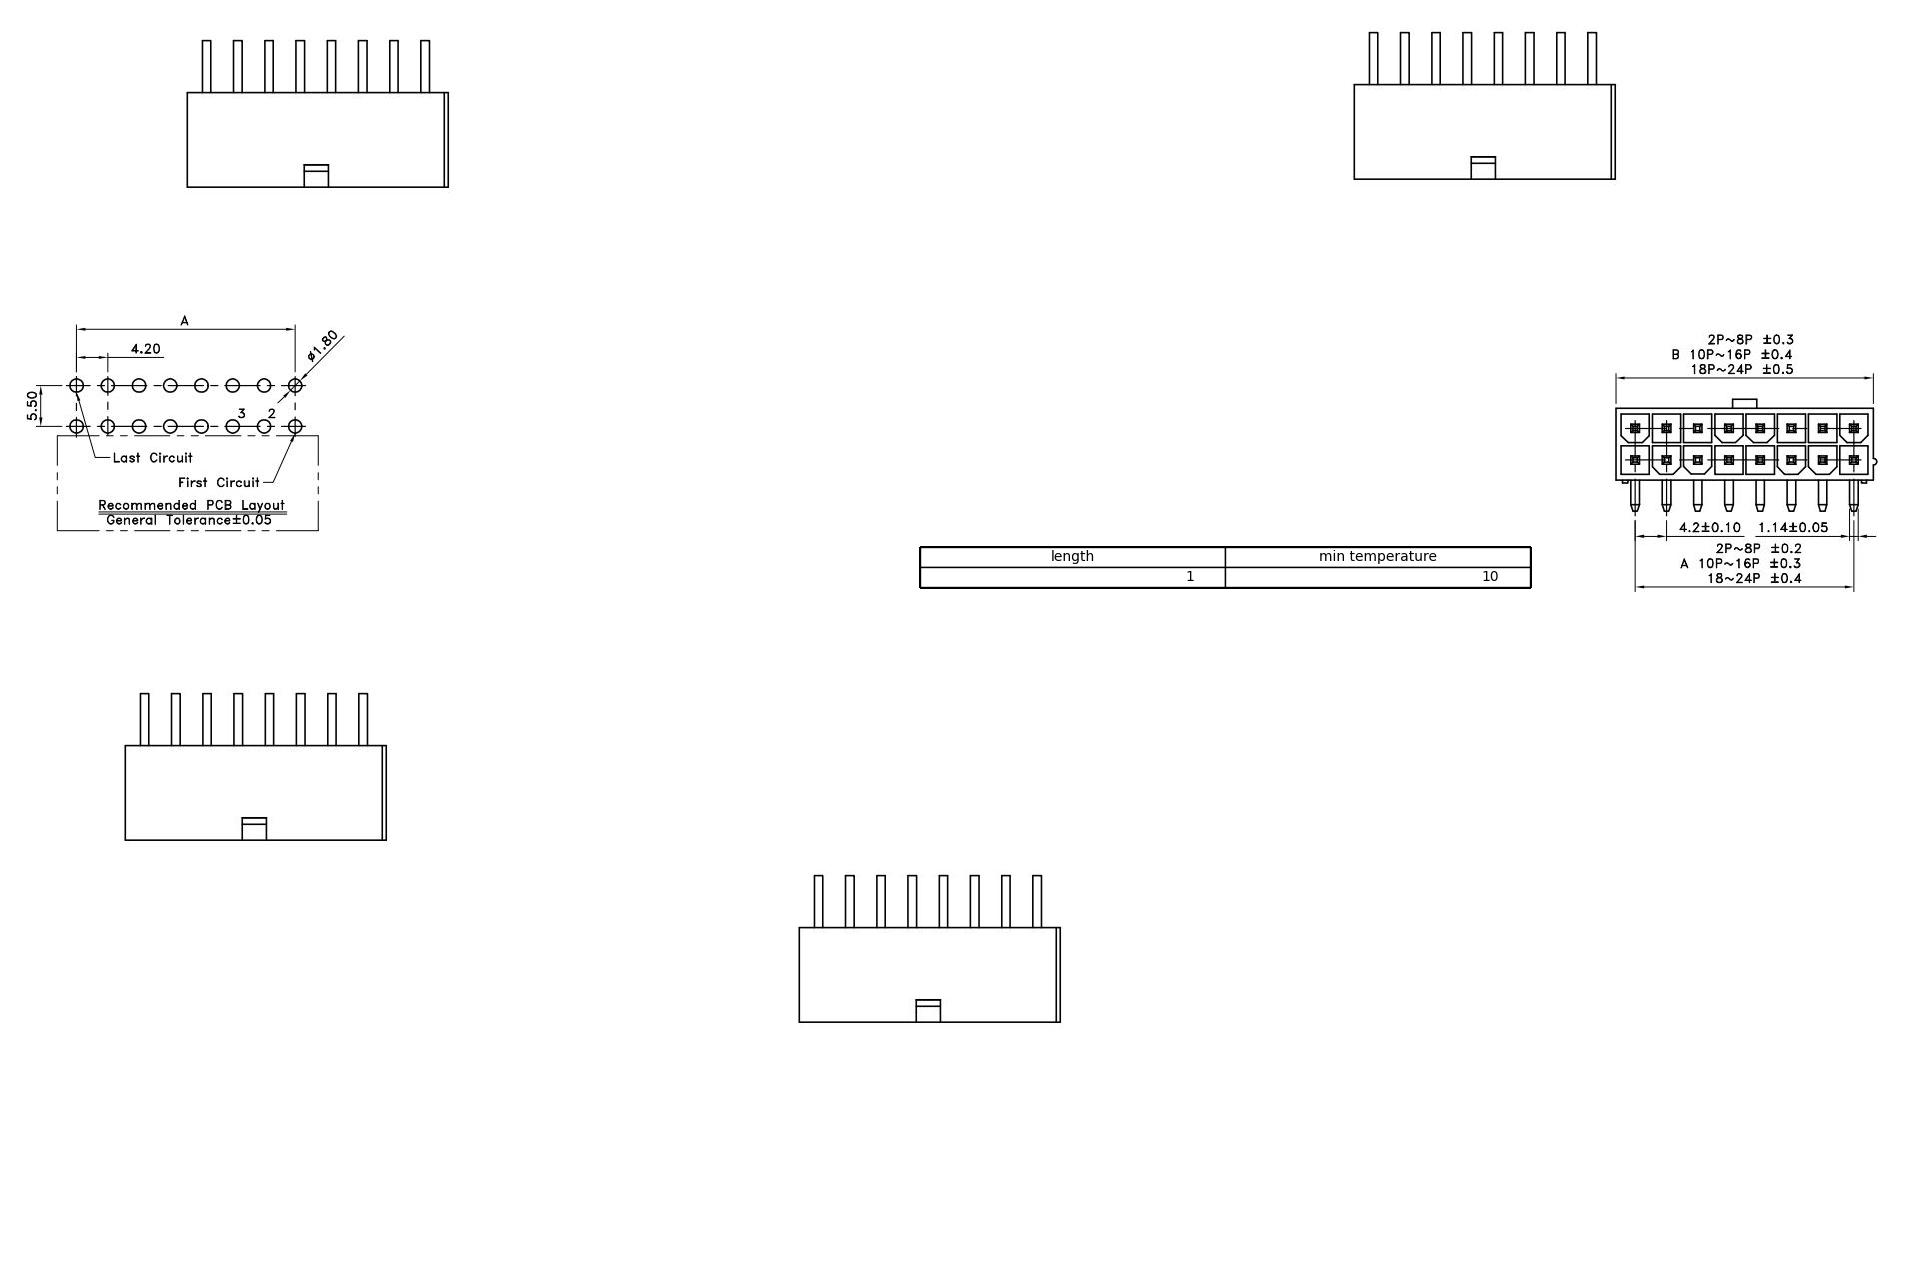 A
4.20
ø1.80
5.50
3 2
Last Circuit
First Circuit
Recommended PCB Layout
General Tolerance±0.05
length min temperature
1 10
2P~8P ±0.3
B 10P~16P ±0.4
18P~24P ±0.5
4.2±0.10 1.14±0.05
2P~8P ±0.2
A 10P~16P ±0.3
18~24P ±0.4